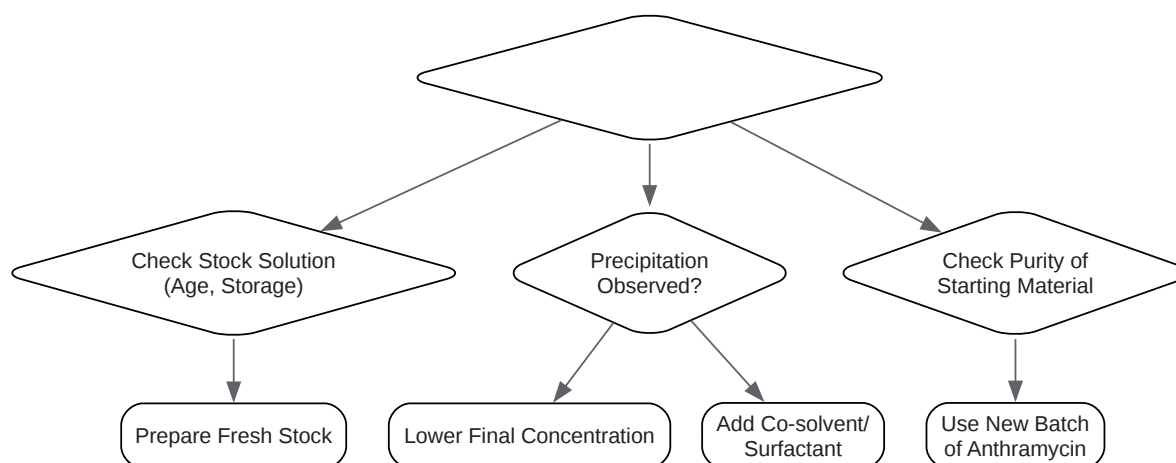 Check Stock Solution
(Age, Storage)
Precipitation
Observed?
Check Purity of
Starting Material
Prepare Fresh Stock
Lower Final Concentration
Add Co-solvent/
Surfactant
Use New Batch
of Anthramycin